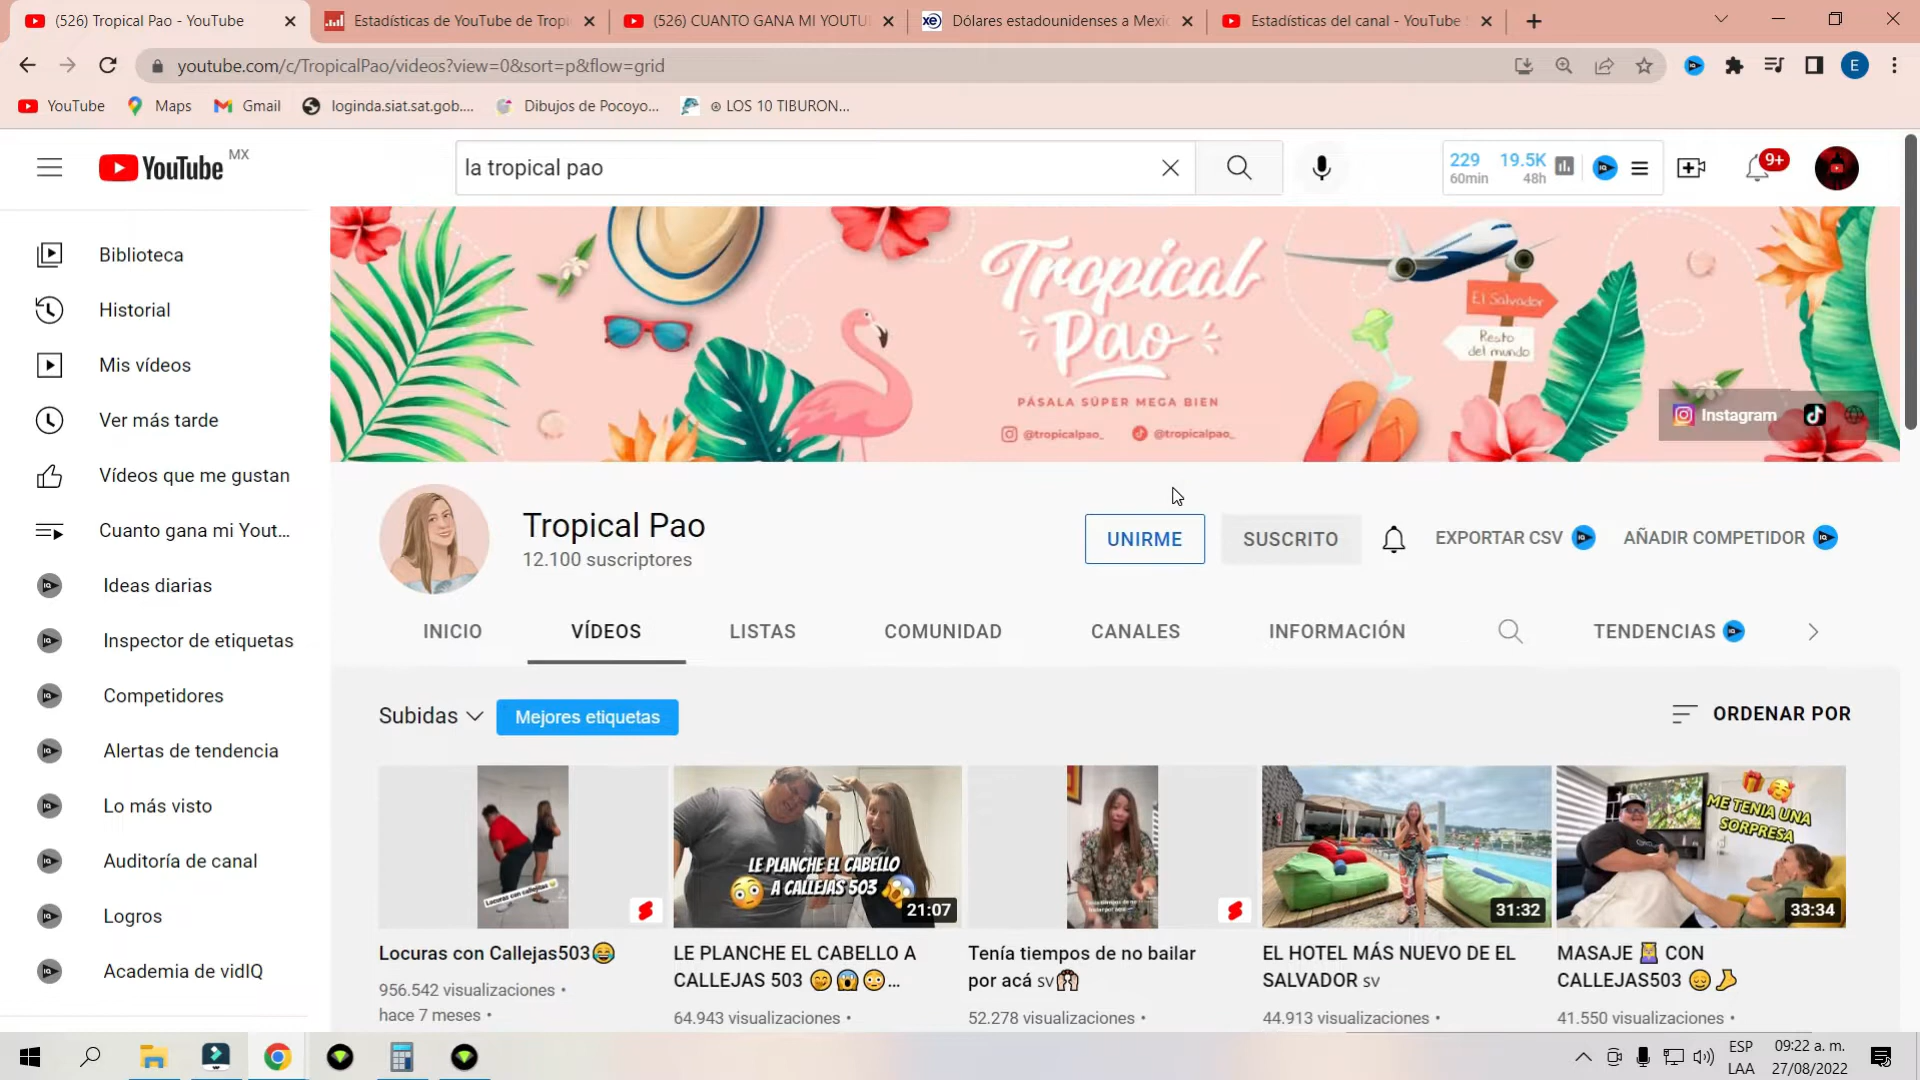 (526) Tropical Pao - YouTube
Estadísticas de YouTube de Tropi
(526) CUANTO GANA MI YOUTU
Dólares estadounidenses a Mexi
Estadísticas del canal - YouTube
youtube.com/c/TropicalPao/videos?view=0&sort=p&flow=grid
YouTube
Maps
Gmail
loginda.siat.sat.gob....
Dibujos de Pocoyo...
LOS 10 TIBURON...
YouTube MX
la tropical pao
229
60min
19.5K
48h
9+
Biblioteca
Historial
Mis vídeos
Ver más tarde
Vídeos que me gustan
Cuanto gana mi Yout...
Ideas diarias
Inspector de etiquetas
Competidores
Alertas de tendencia
Lo más visto
Auditoría de canal
Logros
Academia de vidIQ
Tropical
Pao
PÁSALA SÚPER MEGA BIEN
@tropicalpao_
@tropicalpao_
El Salvador
Resto
del mundo
Instagram
Tropical Pao
12.100 suscriptores
UNIRME
SUSCRITO
EXPORTAR CSV
AÑADIR COMPETIDOR
INICIO
VÍDEOS
LISTAS
COMUNIDAD
CANALES
INFORMACIÓN
TENDENCIAS
Subidas
Mejores etiquetas
ORDENAR POR
Locuras con callejitas
Locuras con Callejas503😂
956.542 visualizaciones •
hace 7 meses •
LE PLANCHE EL CABELLO
A CALLEJAS 503
21:07
LE PLANCHE EL CABELLO A
CALLEJAS 503 😊😱😳...
64.943 visualizaciones •
Tenía tiempos de no bailar
por acá SV🙌
52.278 visualizaciones •
31:32
EL HOTEL MÁS NUEVO DE EL
SALVADOR SV
44.913 visualizaciones •
ME TENIA UNA
SORPRESA
33:34
MASAJE 💆 CON
CALLEJAS503 😌🦶
41.550 visualizaciones •
ESP
LAA
09:22 a. m.
27/08/2022
E